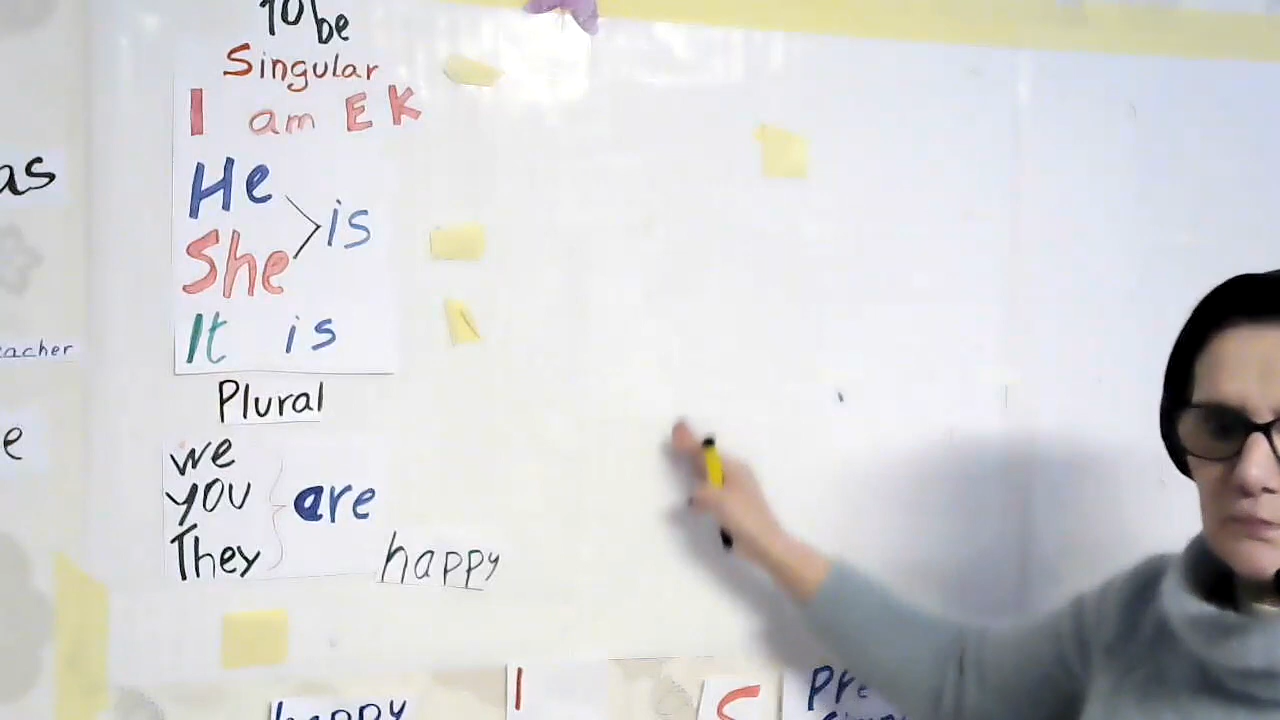 To be
Singular
I am E K
He
She
is
It is
Plural
we
you
They
are
happy
as
eacher
e
happy
I
S
Pre